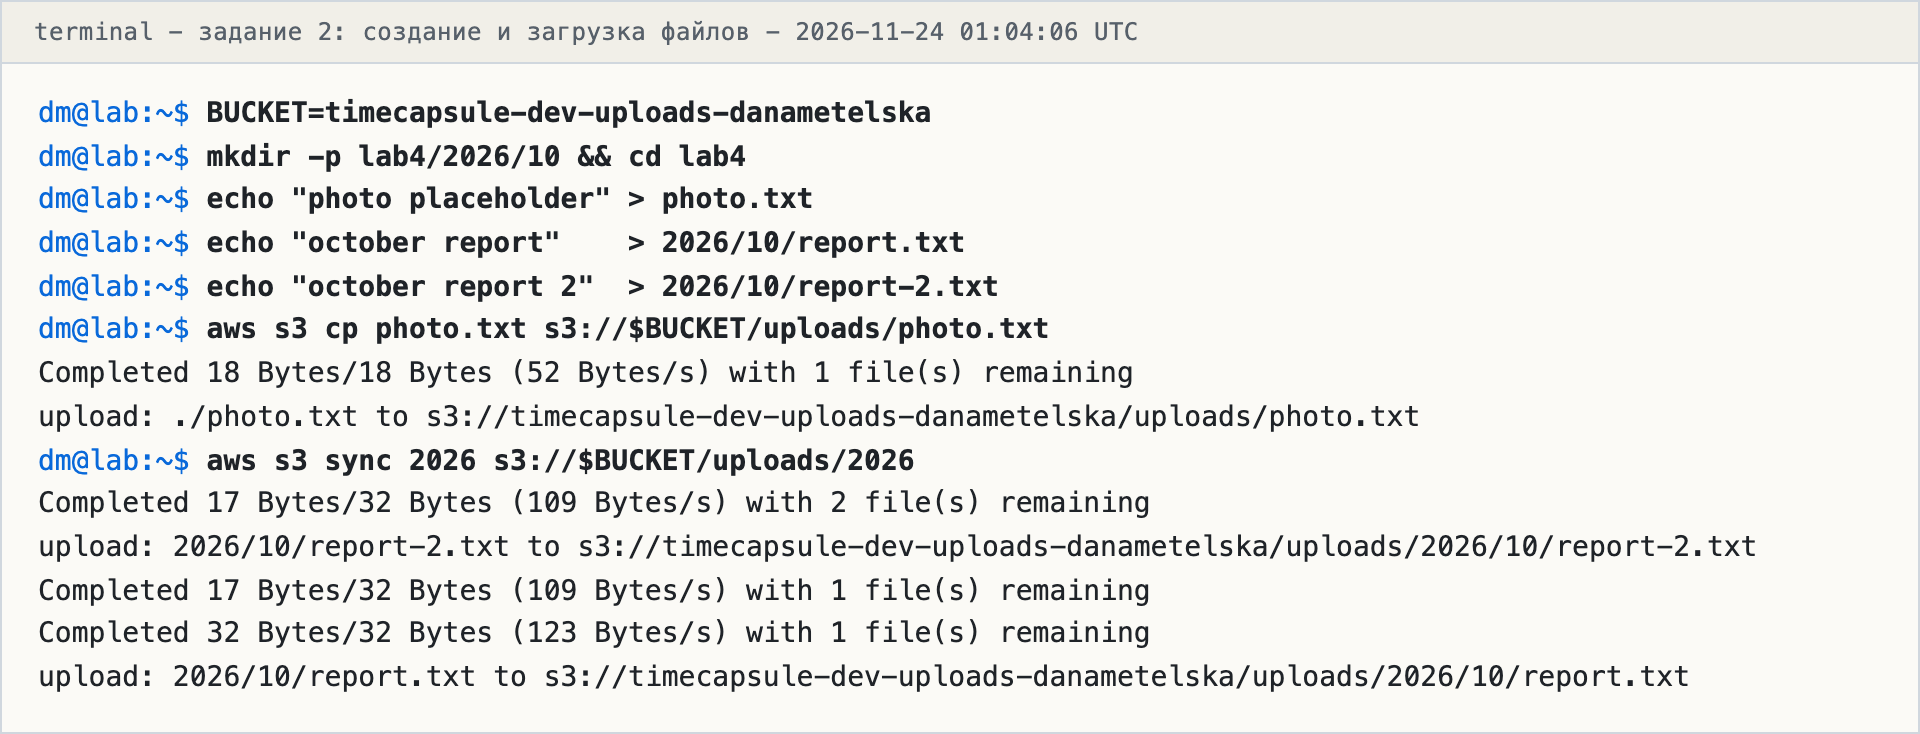 terminal — задание 2: создание и загрузка файлов — 2026-11-24 01:04:06 UTC
dm@lab:~$ BUCKET=timecapsule-dev-uploads-danametelska
dm@lab:~$ mkdir -p lab4/2026/10 && cd lab4
dm@lab:~$ echo "photo placeholder" > photo.txt
dm@lab:~$ echo "october report"    > 2026/10/report.txt
dm@lab:~$ echo "october report 2"  > 2026/10/report-2.txt
dm@lab:~$ aws s3 cp photo.txt s3://$BUCKET/uploads/photo.txt
Completed 18 Bytes/18 Bytes (52 Bytes/s) with 1 file(s) remaining
upload: ./photo.txt to s3://timecapsule-dev-uploads-danametelska/uploads/photo.txt
dm@lab:~$ aws s3 sync 2026 s3://$BUCKET/uploads/2026
Completed 17 Bytes/32 Bytes (109 Bytes/s) with 2 file(s) remaining
upload: 2026/10/report-2.txt to s3://timecapsule-dev-uploads-danametelska/uploads/2026/10/report-2.txt
Completed 17 Bytes/32 Bytes (109 Bytes/s) with 1 file(s) remaining
Completed 32 Bytes/32 Bytes (123 Bytes/s) with 1 file(s) remaining
upload: 2026/10/report.txt to s3://timecapsule-dev-uploads-danametelska/uploads/2026/10/report.txt